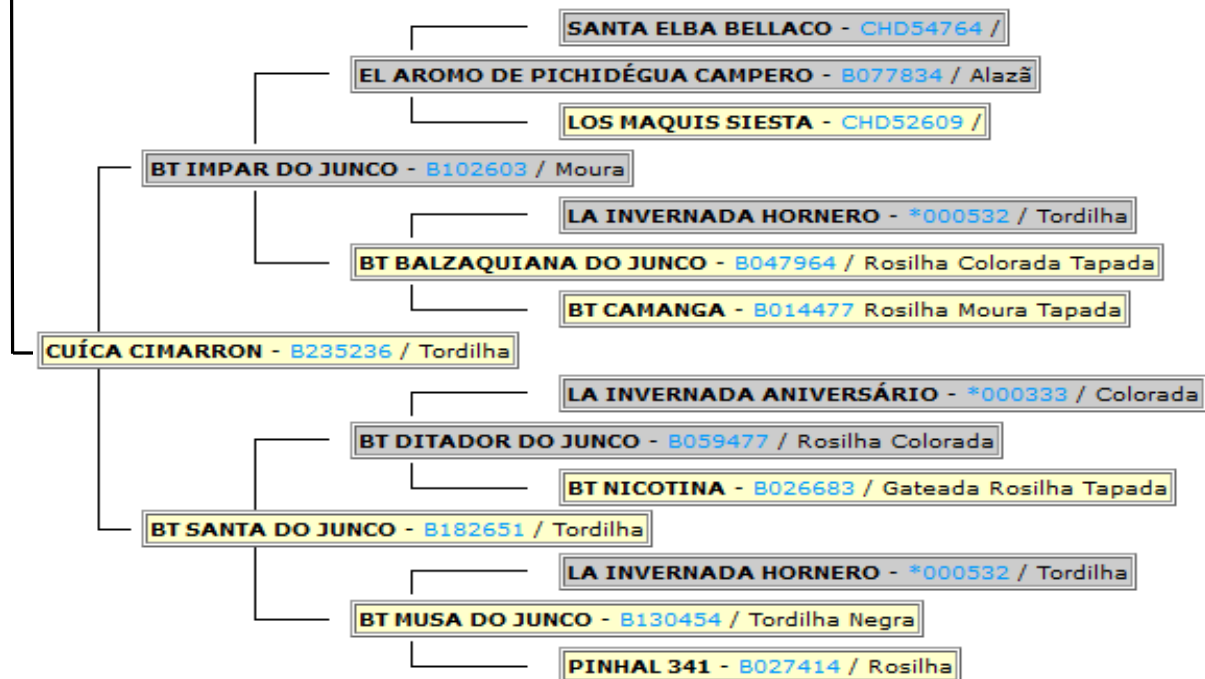 SANTA ELBA BELLACO - CHD54764 /
EL AROMO DE PICHIDÉGUA CAMPERO - B077834 / Alazã
LOS MAQUIS SIESTA - CHD52609 /
BT IMPAR DO JUNCO - B102603 / Moura
LA INVERNADA HORNERO - *000532 / Tordilha
BT BALZAQUIANA DO JUNCO - B047964 / Rosilha Colorada Tapada
BT CAMANGA - B014477 Rosilha Moura Tapada
CUÍCA CIMARRON - B235236 / Tordilha
LA INVERNADA ANIVERSÁRIO - *000333 / Colorada
BT DITADOR DO JUNCO - B059477 / Rosilha Colorada
BT NICOTINA - B026683 / Gateada Rosilha Tapada
BT SANTA DO JUNCO - B182651 / Tordilha
LA INVERNADA HORNERO - *000532 / Tordilha
BT MUSA DO JUNCO - B130454 / Tordilha Negra
PINHAL 341 - B027414 / Rosilha